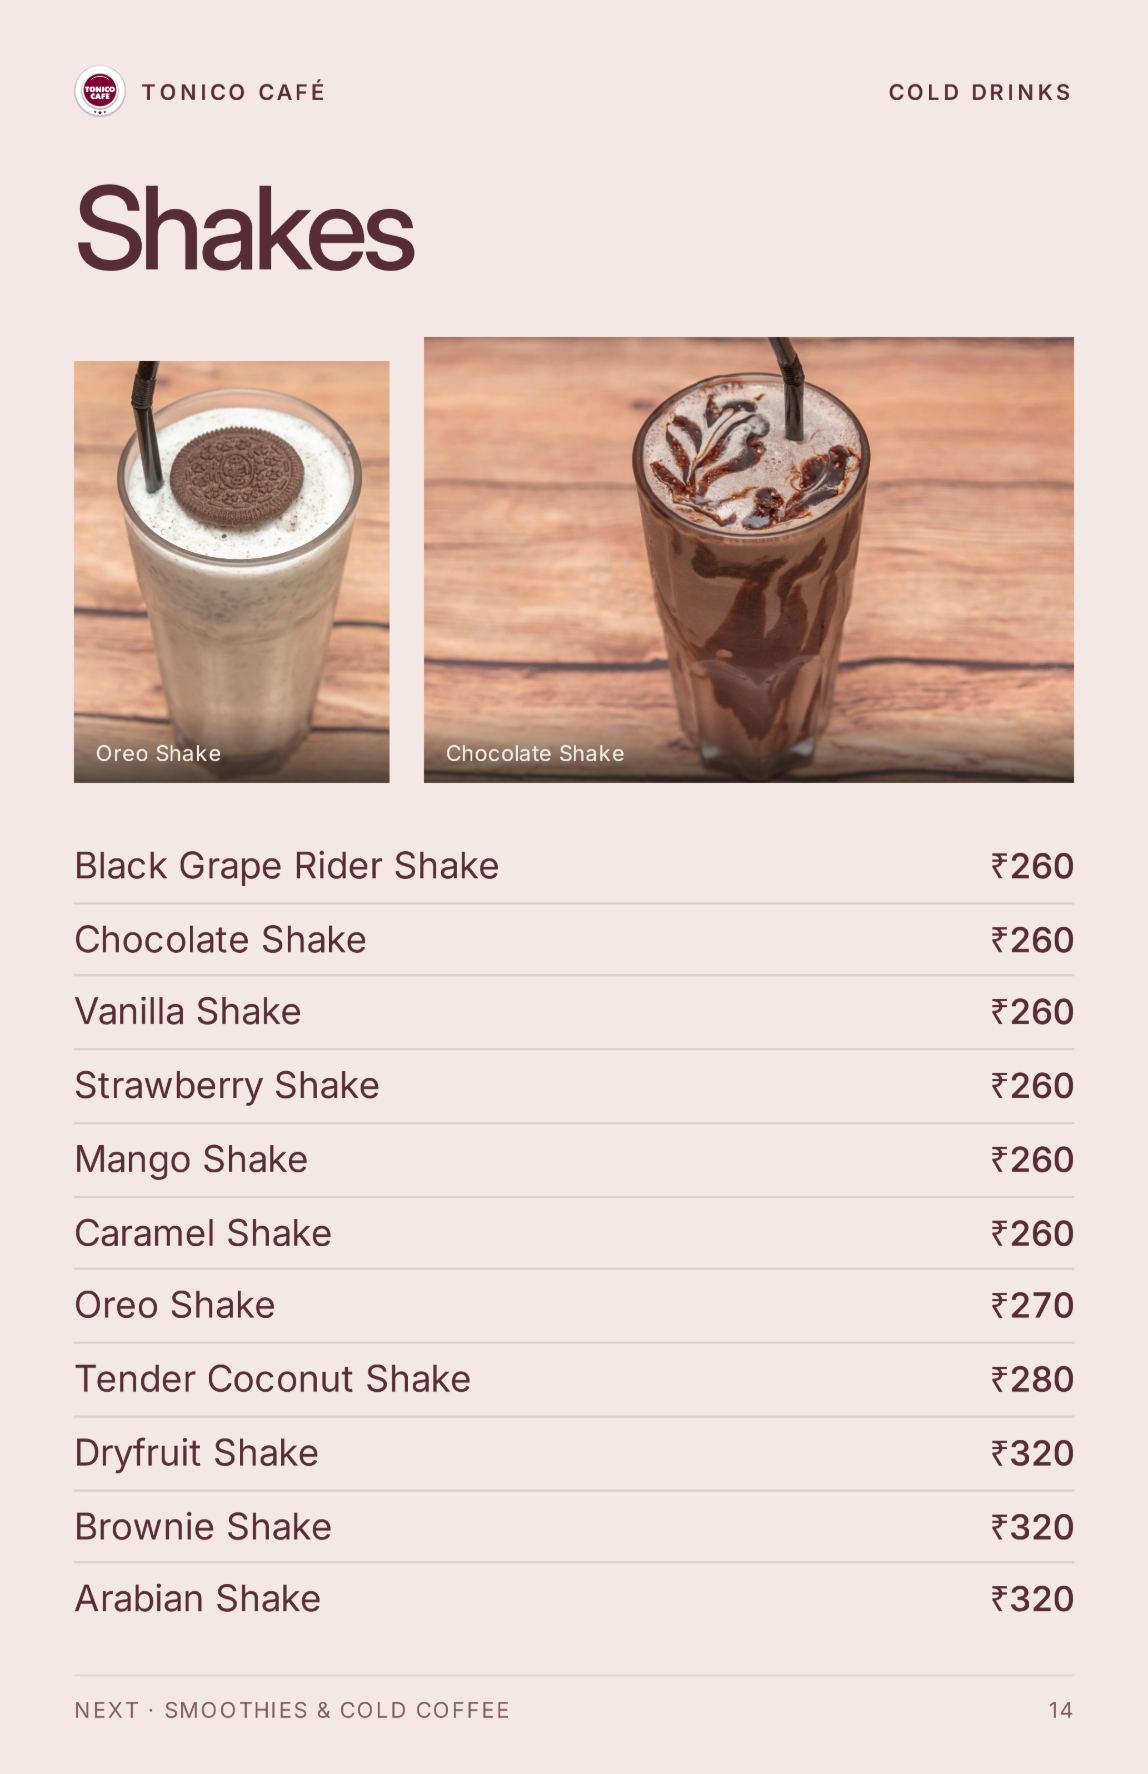 TONICO CAFE
TONICO CAFÉ
COLD DRINKS
Shakes
Oreo Shake
Chocolate Shake
Black Grape Rider Shake ₹260
Chocolate Shake ₹260
Vanilla Shake ₹260
Strawberry Shake ₹260
Mango Shake ₹260
Caramel Shake ₹260
Oreo Shake ₹270
Tender Coconut Shake ₹280
Dryfruit Shake ₹320
Brownie Shake ₹320
Arabian Shake ₹320
NEXT · SMOOTHIES & COLD COFFEE
14